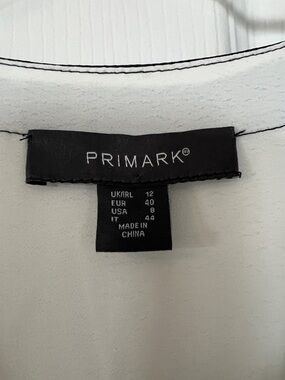 PRIMARK®
UK/IRL 12
EUR 40
USA 8
IT 44
MADE IN
CHINA